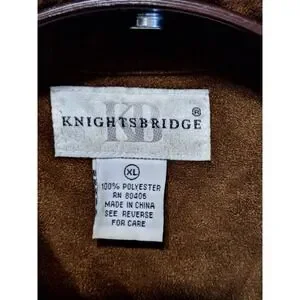 KB
KNIGHTSBRIDGE ®
XL
100% POLYESTER
RN 80405
MADE IN CHINA
SEE REVERSE
FOR CARE